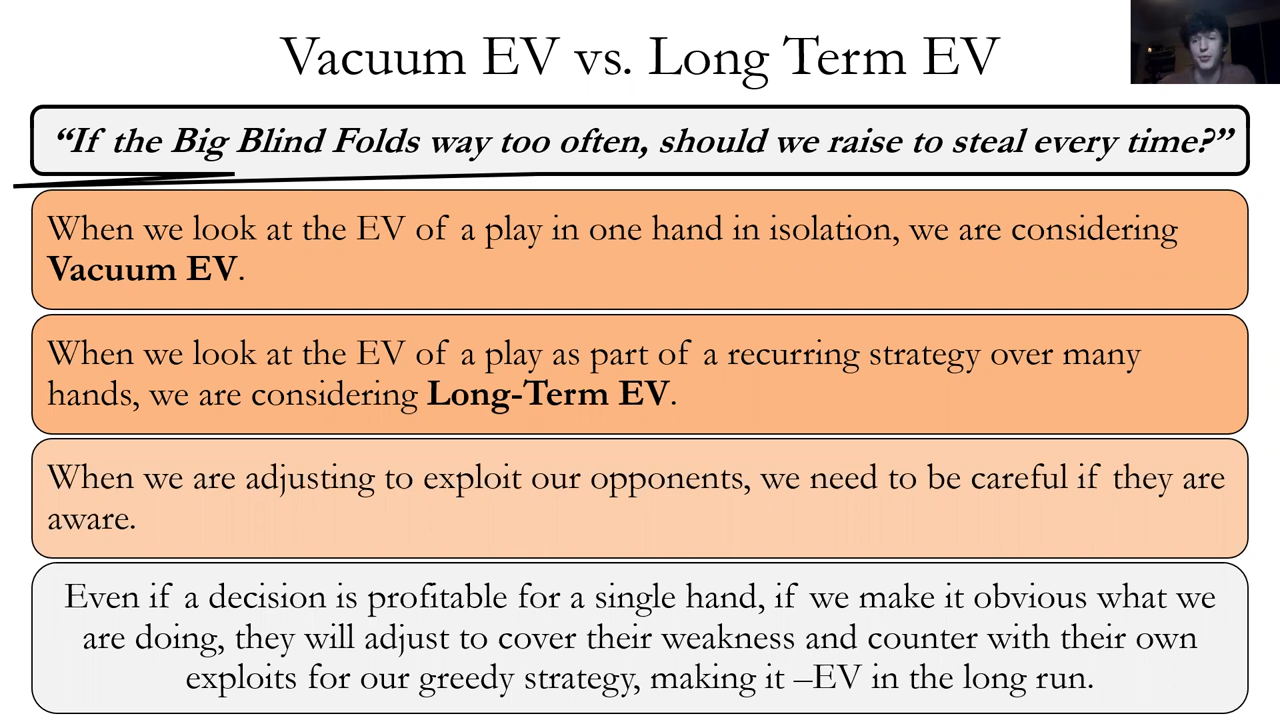 Vacuum EV vs. Long Term EV
“If the Big Blind Folds way too often, should we raise to steal every time?”
When we look at the EV of a play in one hand in isolation, we are considering
Vacuum EV.
When we look at the EV of a play as part of a recurring strategy over many
hands, we are considering Long-Term EV.
When we are adjusting to exploit our opponents, we need to be careful if they are
aware.
Even if a decision is profitable for a single hand, if we make it obvious what we
are doing, they will adjust to cover their weakness and counter with their own
exploits for our greedy strategy, making it –EV in the long run.